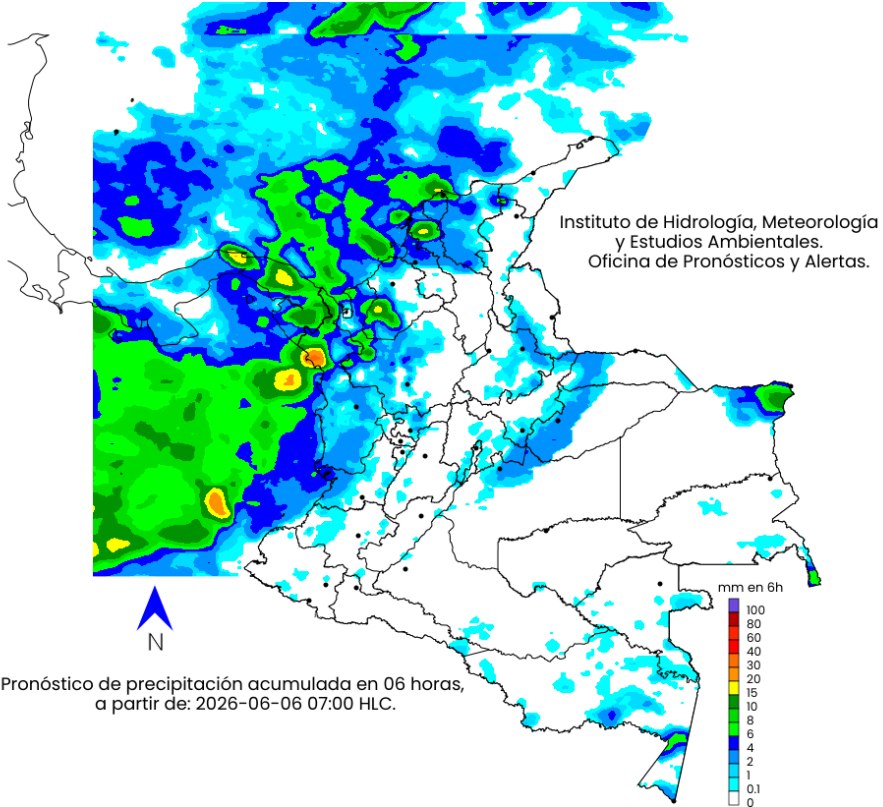 Instituto de Hidrología, Meteorología
y Estudios Ambientales.
Oficina de Pronósticos y Alertas.
mm en 6h
100
80
60
40
30
20
15
10
8
6
4
2
1
0.1
0
N
Pronóstico de precipitación acumulada en 06 horas,
a partir de: 2026-06-06 07:00 HLC.